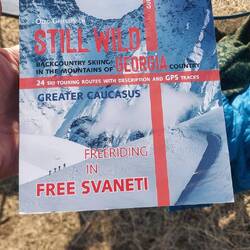 STILL WILD
BACKCOUNTRY SKIING
IN THE MOUNTAINS OF GEORGIA COUNTRY
24 SKI TOURING ROUTES WITH DESCRIPTION AND GPS TRACKS
GREATER CAUCASUS
FREERIDING
IN
FREE SVANETI